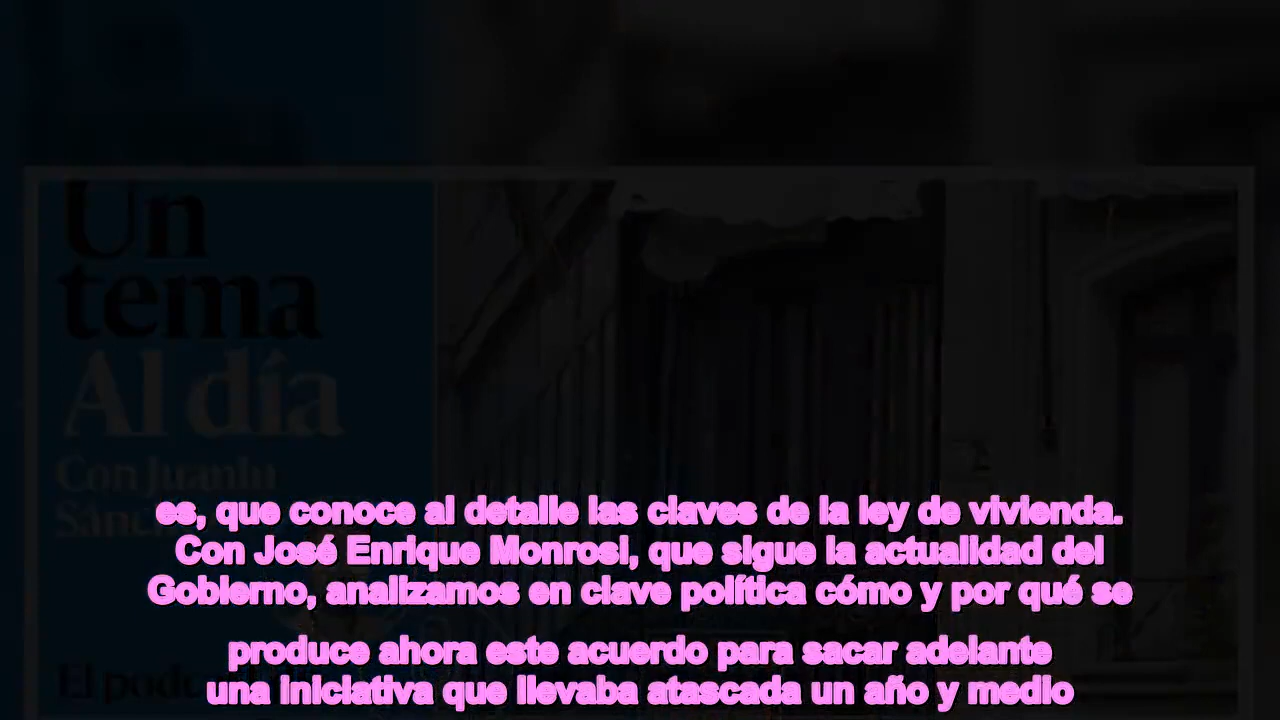 Un
tema
Al día
Con Juanlu
es, que conoce al detalle las claves de la ley de vivienda.
Con José Enrique Monrosi, que sigue la actualidad del
Gobierno, analizamos en clave política cómo y por qué se
produce ahora este acuerdo para sacar adelante
una iniciativa que llevaba atascada un año y medio